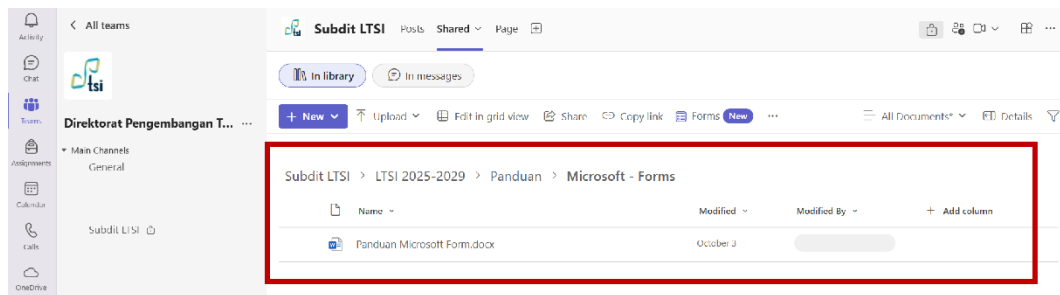 Activity
Chat
Teams
Assignments
Calendar
Calls
OneDrive
All teams
ltsi
Direktorat Pengembangan T... ...
Main Channels
General
Subdit LTSI
Subdit LTSI Posts Shared Page
In library In messages
+ New Upload Edit in grid view Share Copy link Forms New ... All Documents* Details
Subdit LTSI > LTSI 2025-2029 > Panduan > Microsoft - Forms
Name Modified Modified By + Add column
Panduan Microsoft Form.docx October 3